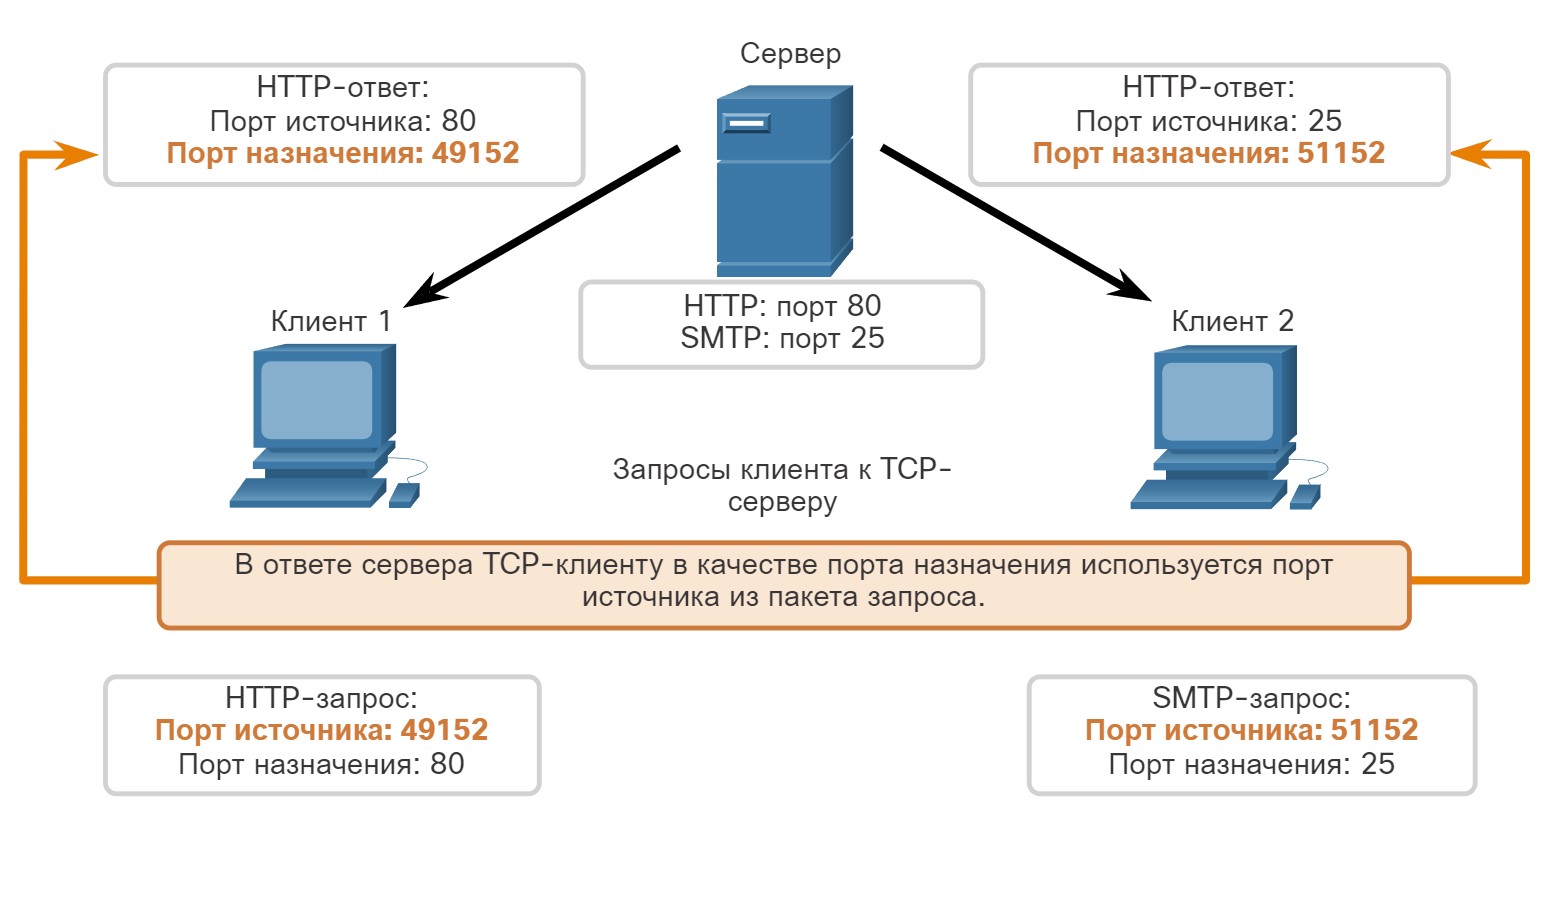 Сервер
HTTP-ответ:
Порт источника: 80
Порт назначения: 49152
HTTP-ответ:
Порт источника: 25
Порт назначения: 51152
HTTP: порт 80
SMTP: порт 25
Клиент 1
Клиент 2
Запросы клиента к TCP-
серверу
В ответе сервера TCP-клиенту в качестве порта назначения используется порт
источника из пакета запроса.
HTTP-запрос:
Порт источника: 49152
Порт назначения: 80
SMTP-запрос:
Порт источника: 51152
Порт назначения: 25